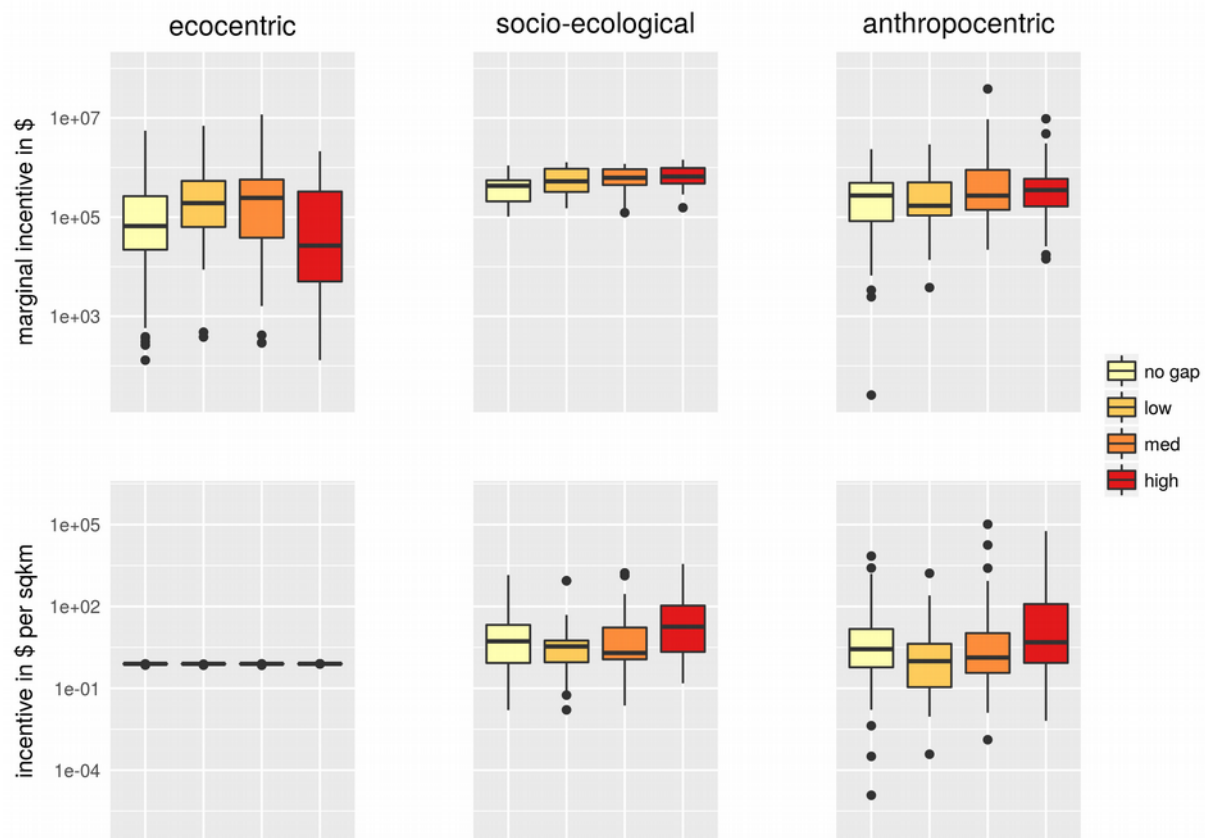 ecocentric
socio-ecological
anthropocentric
marginal incentive in $
1e+07
1e+05
1e+03
no gap
low
med
high
incentive in $ per sqkm
1e+05
1e+02
1e-01
1e-04